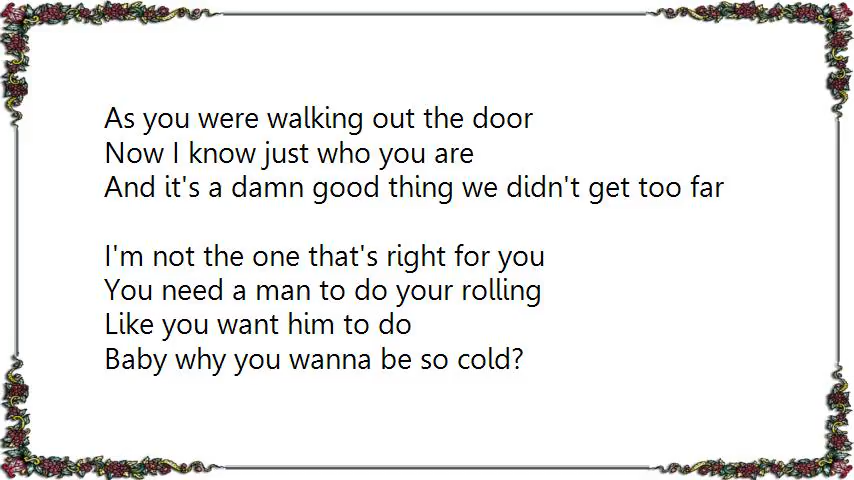 As you were walking out the door
Now I know just who you are
And it's a damn good thing we didn't get too far
I'm not the one that's right for you
You need a man to do your rolling
Like you want him to do
Baby why you wanna be so cold?